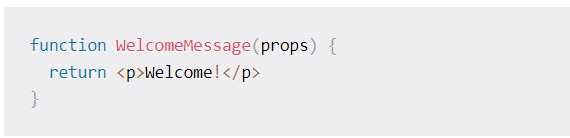 function WelcomeMessage(props) {
  return <p>Welcome!</p>
}